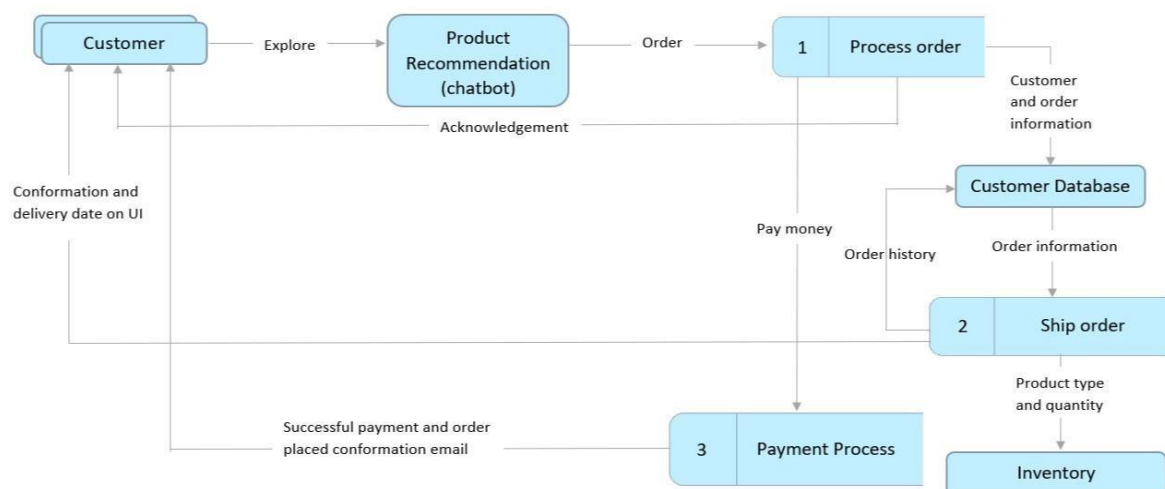 Customer
Explore
Product
Recommendation
(chatbot)
Order
1
Process order
Customer
and order
information
Acknowledgement
Conformation and
delivery date on UI
Customer Database
Pay money
Order history
Order information
2
Ship order
Product type
and quantity
Successful payment and order
placed conformation email
3
Payment Process
Inventory